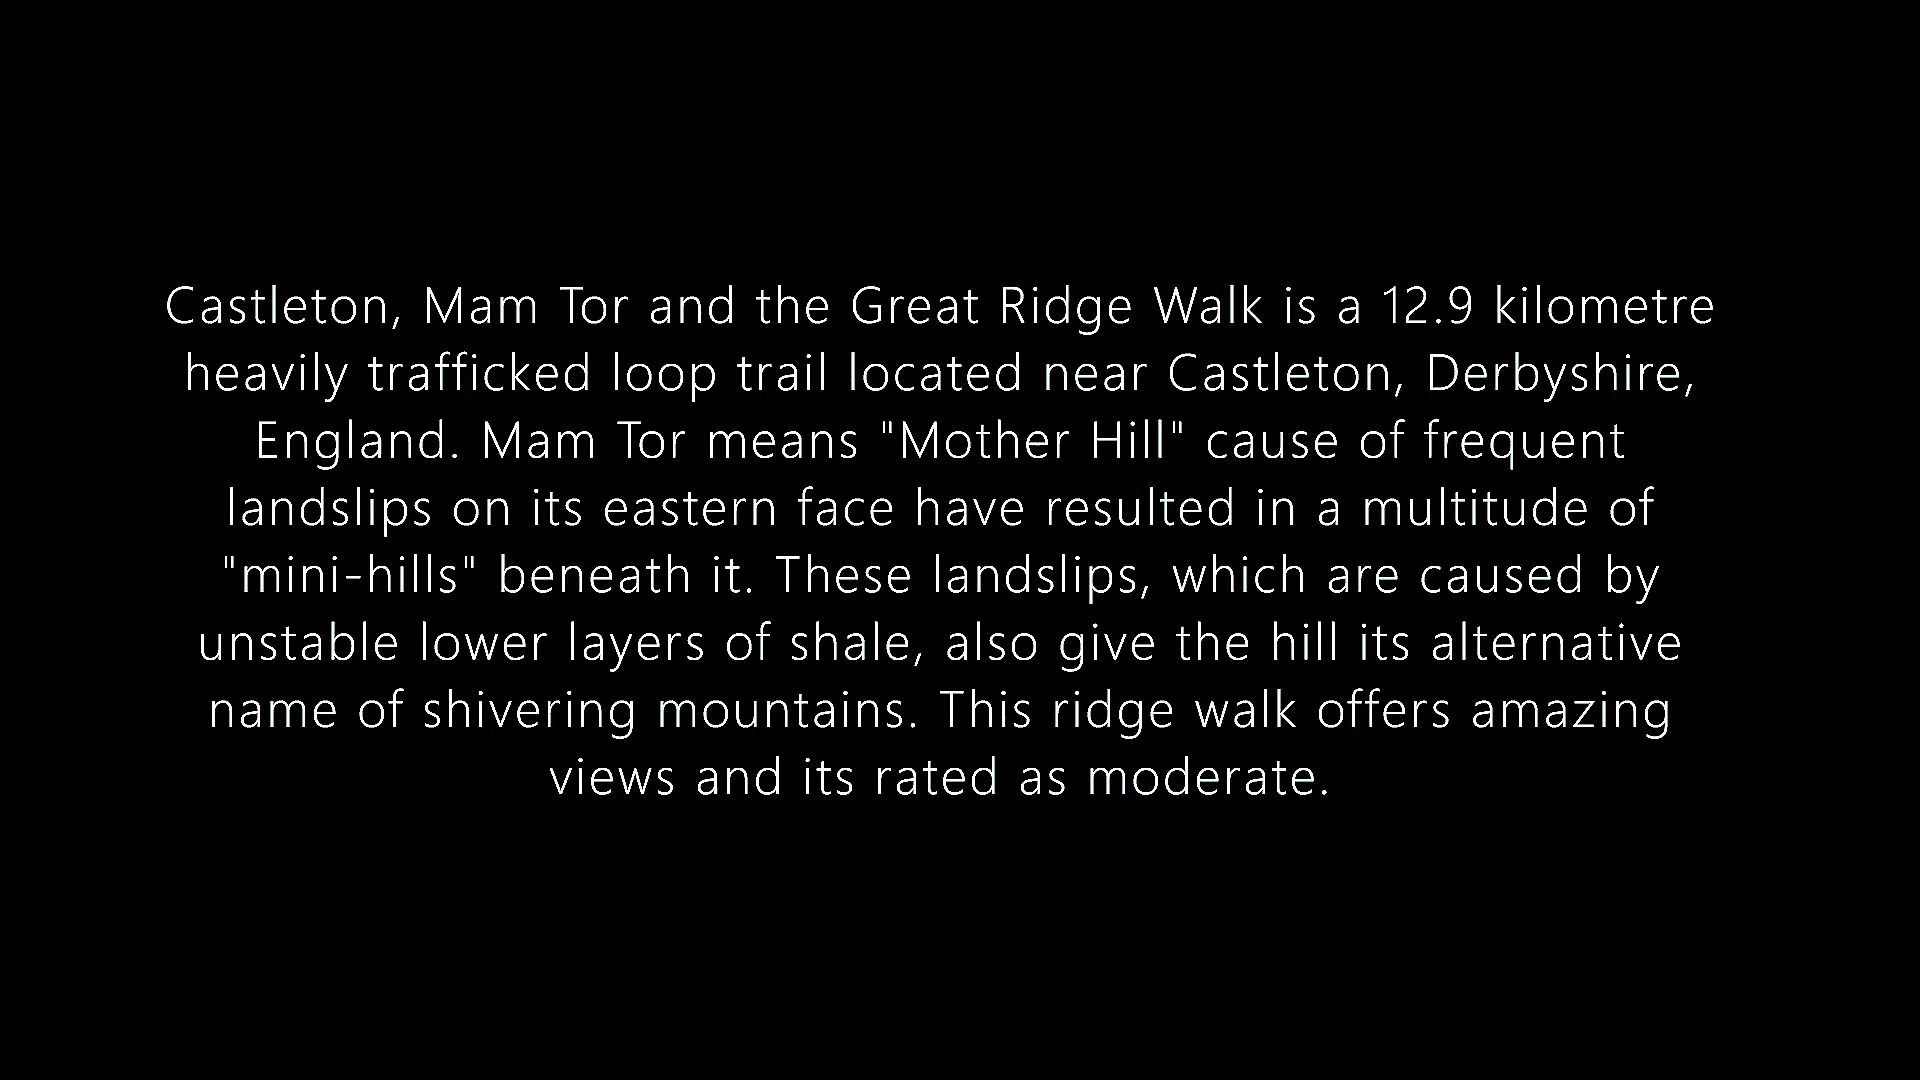 Castleton, Mam Tor and the Great Ridge Walk is a 12.9 kilometre
heavily trafficked loop trail located near Castleton, Derbyshire,
England. Mam Tor means "Mother Hill" cause of frequent
landslips on its eastern face have resulted in a multitude of
"mini-hills" beneath it. These landslips, which are caused by
unstable lower layers of shale, also give the hill its alternative
name of shivering mountains. This ridge walk offers amazing
views and its rated as moderate.